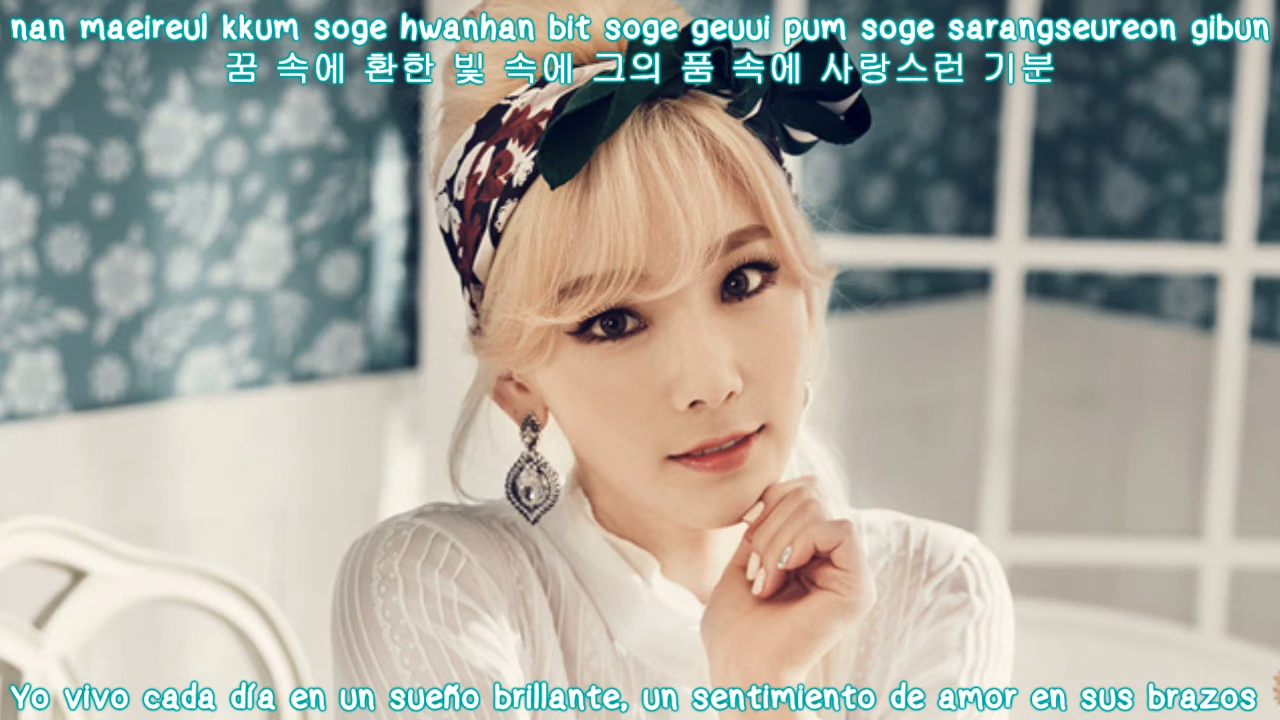 nan maeireul kkum soge hwanhan bit soge geuui pum soge sarangseureon gibun
꿈 속에 환한 빛 속에 그의 품 속에 사랑스런 기분
Yo vivo cada día en un sueño brillante, un sentimiento de amor en sus brazos